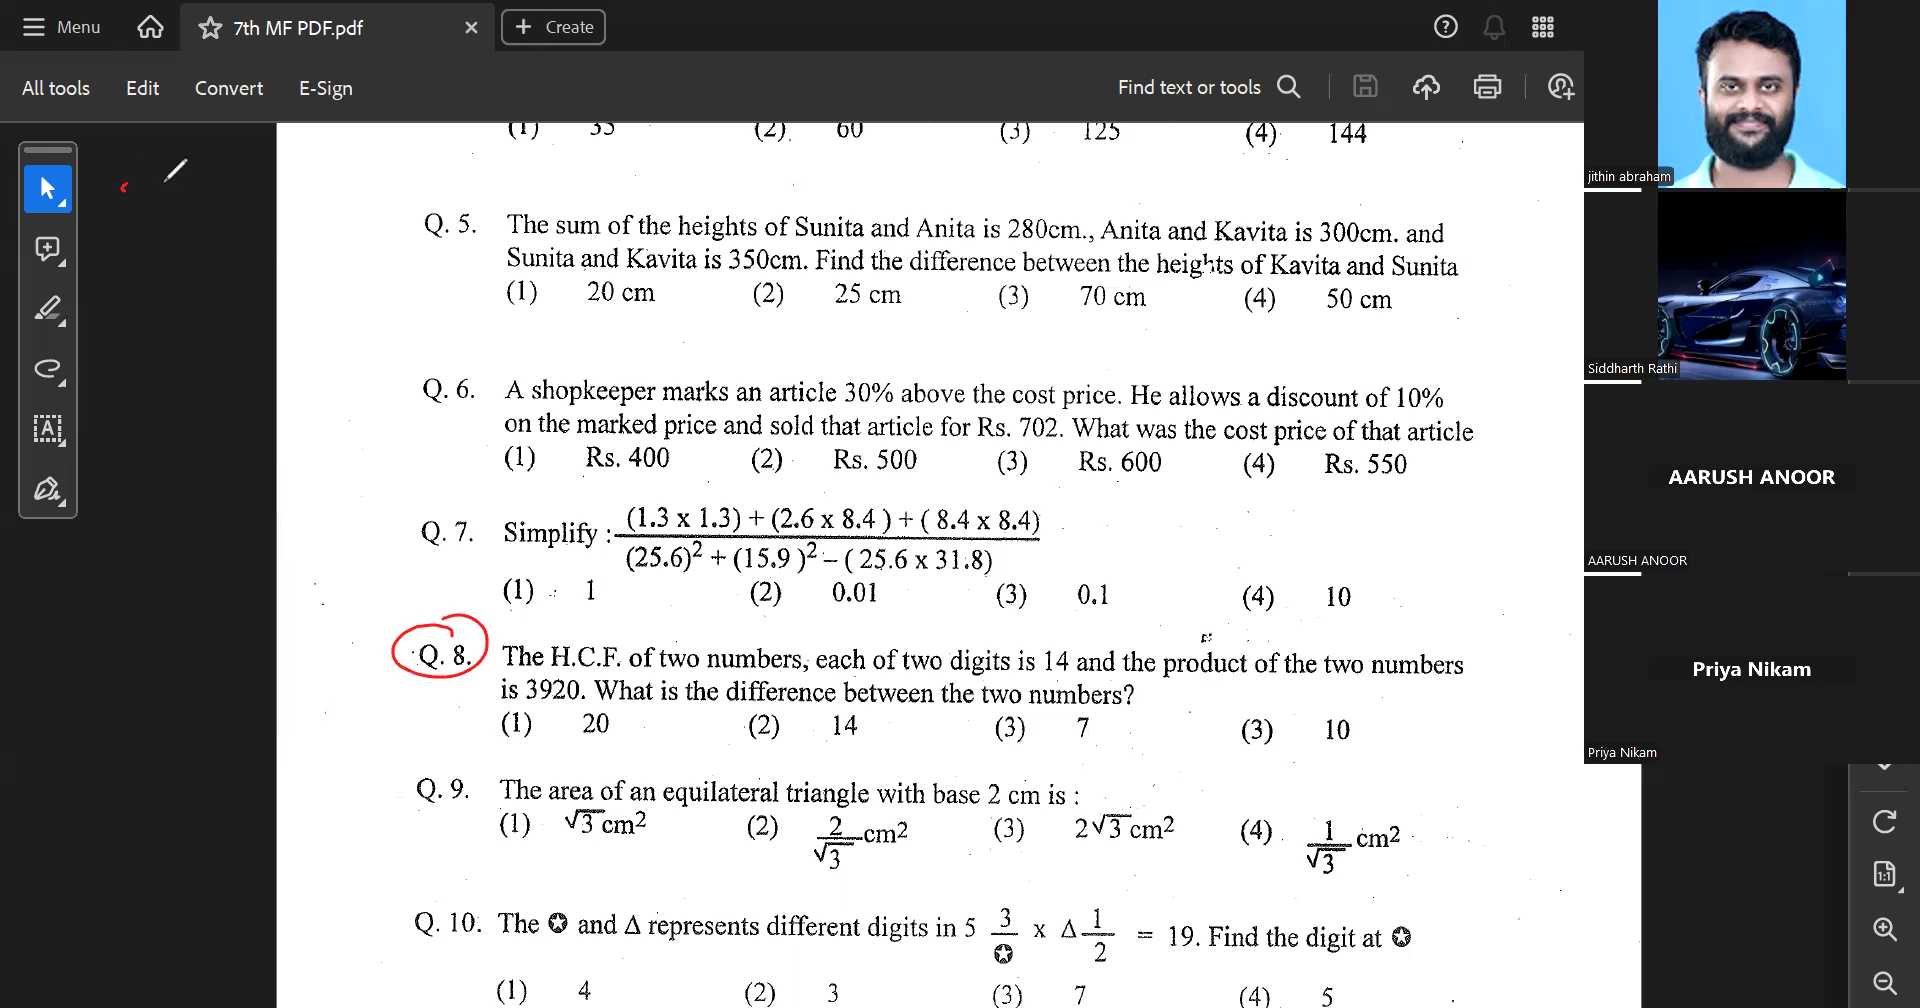 Menu
7th MF PDF.pdf
Create
All tools
Edit
Convert
E-Sign
Find text or tools
(1) 35 (2) 60 (3) 125 (4) 144
Q. 5. The sum of the heights of Sunita and Anita is 280cm., Anita and Kavita is 300cm. and
Sunita and Kavita is 350cm. Find the difference between the heights of Kavita and Sunita
(1) 20 cm (2) 25 cm (3) 70 cm (4) 50 cm
Q. 6. A shopkeeper marks an article 30% above the cost price. He allows a discount of 10%
on the marked price and sold that article for Rs. 702. What was the cost price of that article
(1) Rs. 400 (2) Rs. 500 (3) Rs. 600 (4) Rs. 550
Q. 7. Simplify : (1.3 x 1.3) + (2.6 x 8.4 ) + ( 8.4 x 8.4)
(25.6)² + (15.9 )² – ( 25.6 x 31.8)
(1) 1 (2) 0.01 (3) 0.1 (4) 10
Q. 8. The H.C.F. of two numbers, each of two digits is 14 and the product of the two numbers
is 3920. What is the difference between the two numbers?
(1) 20 (2) 14 (3) 7 (3) 10
Q. 9. The area of an equilateral triangle with base 2 cm is :
(1) √3 cm² (2) 2/√3 cm² (3) 2√3 cm² (4) 1/√3 cm²
Q. 10. The ✪ and Δ represents different digits in 5 3/✪ x Δ 1/2 = 19. Find the digit at ✪
(1) 4 (2) 3 (3) 7 (4) 5
jithin abraham
Siddharth Rathi
AARUSH ANOOR
AARUSH ANOOR
Priya Nikam
Priya Nikam
1:1